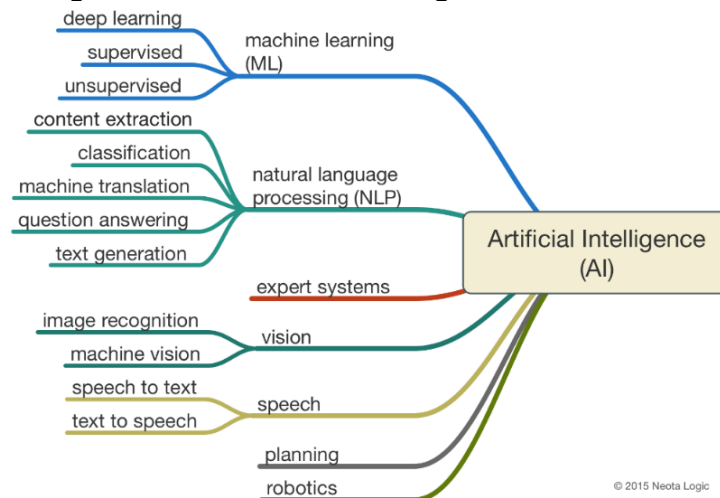 deep learning
supervised
unsupervised
machine learning
(ML)
content extraction
classification
machine translation
question answering
text generation
natural language
processing (NLP)
expert systems
image recognition
machine vision
vision
speech to text
text to speech
speech
planning
robotics
Artificial Intelligence
(AI)
© 2015 Neota Logic